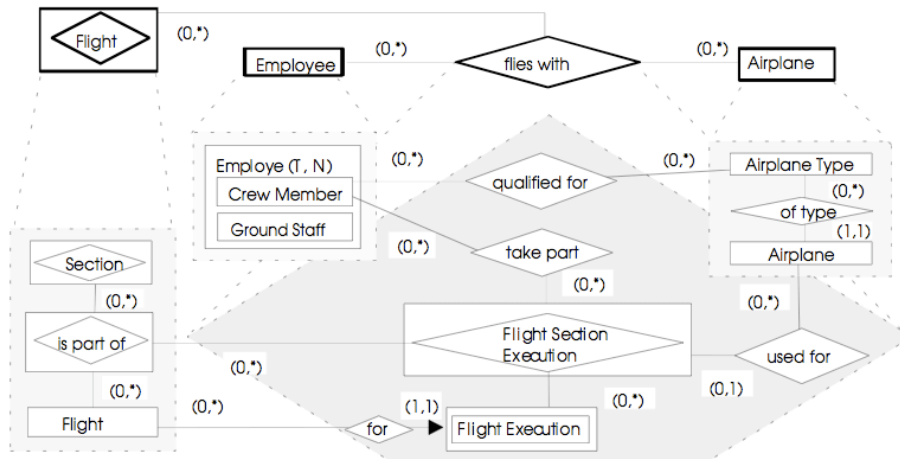 Flight
(0,*)
Employee
(0,*)
flies with
(0,*)
Airplane
Employe (T, N)
(0,*)
(0,*)
Airplane Type
Crew Member
qualified for
(0,*)
Ground Staff
of type
(0,*)
take part
(1,1)
Airplane
Section
(0,*)
(0,*)
(0,*)
is part of
Flight Section
Execution
used for
(0,*)
(0,*)
(0,*)
(0,1)
(0,*)
(1,1)
Flight
for
Flight Execution